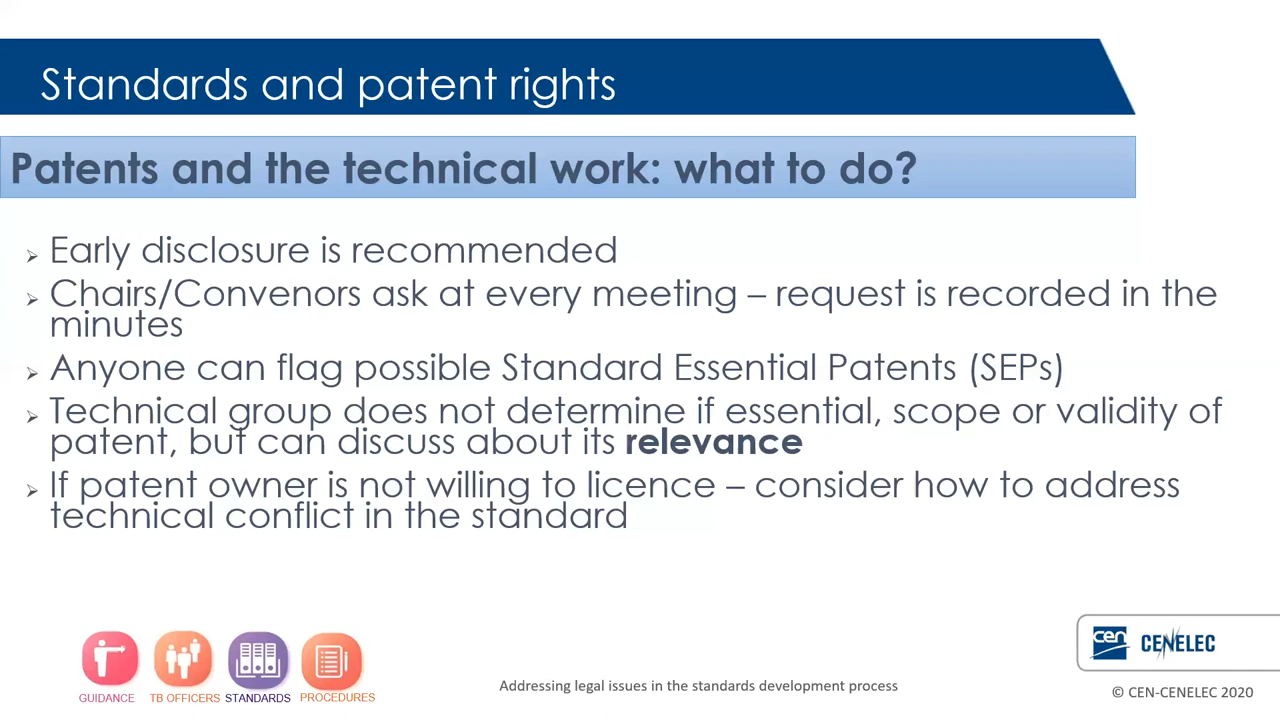 Standards and patent rights
Patents and the technical work: what to do?
Early disclosure is recommended
Chairs/Convenors ask at every meeting – request is recorded in the
minutes
Anyone can flag possible Standard Essential Patents (SEPs)
Technical group does not determine if essential, scope or validity of
patent, but can discuss about its relevance
If patent owner is not willing to licence – consider how to address
technical conflict in the standard
GUIDANCE
TB OFFICERS
STANDARDS
PROCEDURES
Addressing legal issues in the standards development process
cen
CENELEC
© CEN-CENELEC 2020